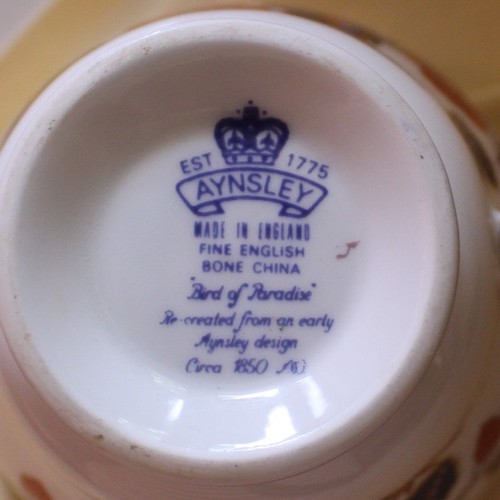 EST 1775
AYNSLEY
MADE IN ENGLAND
FINE ENGLISH
BONE CHINA
"Bird of Paradise"
Re-created from an early
Aynsley design
Circa 1850 AD